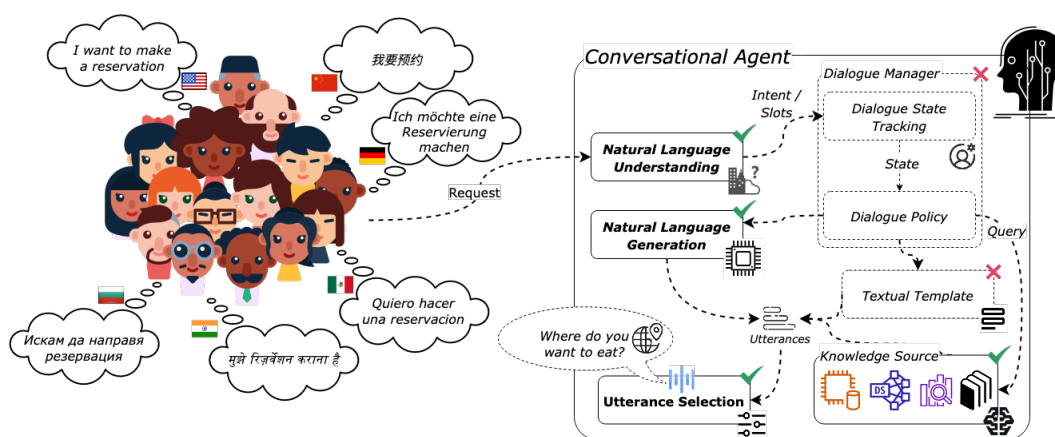 I want to make
a reservation
我要预约
Ich möchte eine
Reservierung
machen
Quiero hacer
una reservacion
Искам да направя
резервация
मुझे रिज़र्वेशन कराना है
Request
Conversational Agent
Natural Language
Understanding
?
Intent /
Slots
Dialogue Manager
Dialogue State
Tracking
State
Dialogue Policy
Query
Natural Language
Generation
Textual Template
Utterances
Where do you
want to eat?
Utterance Selection
Knowledge Source
DS